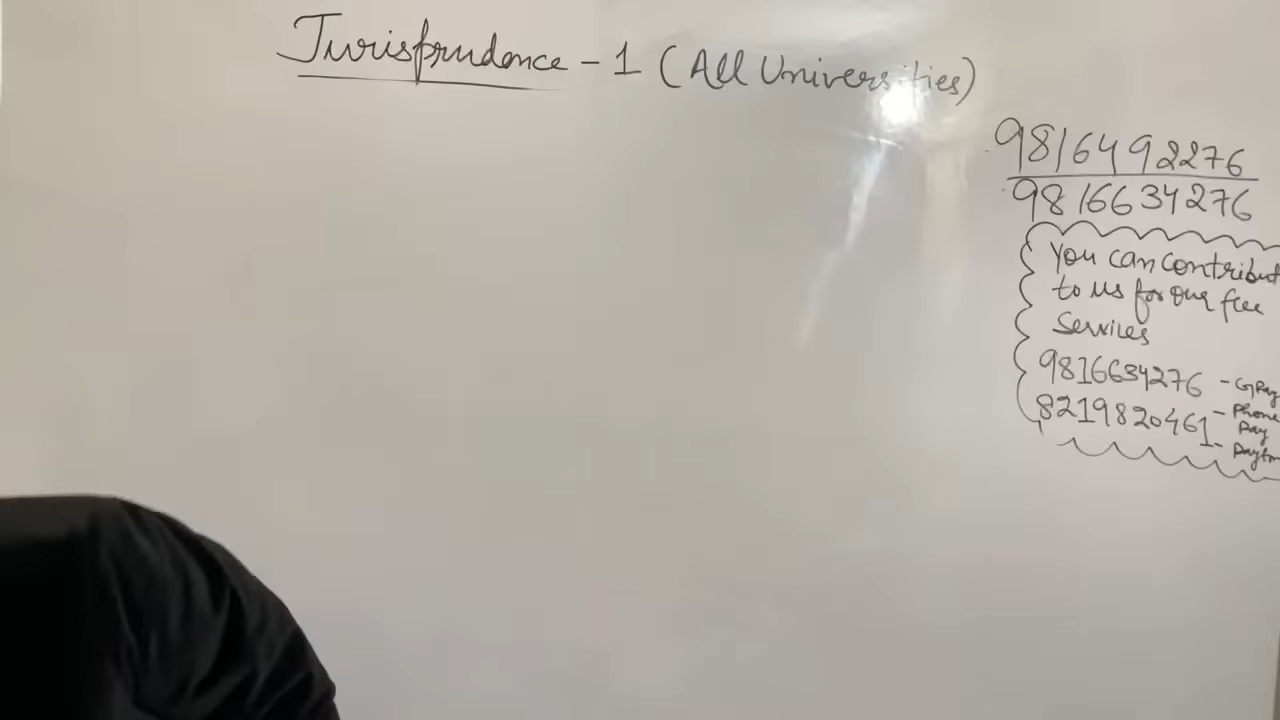 Jurisprudence - 1 (All Universities)
9816492276
9816634276
You can contribut
to us for our free
Services
9816634276 - G Pay
8219820461 - Phone
Pay
- Paytm